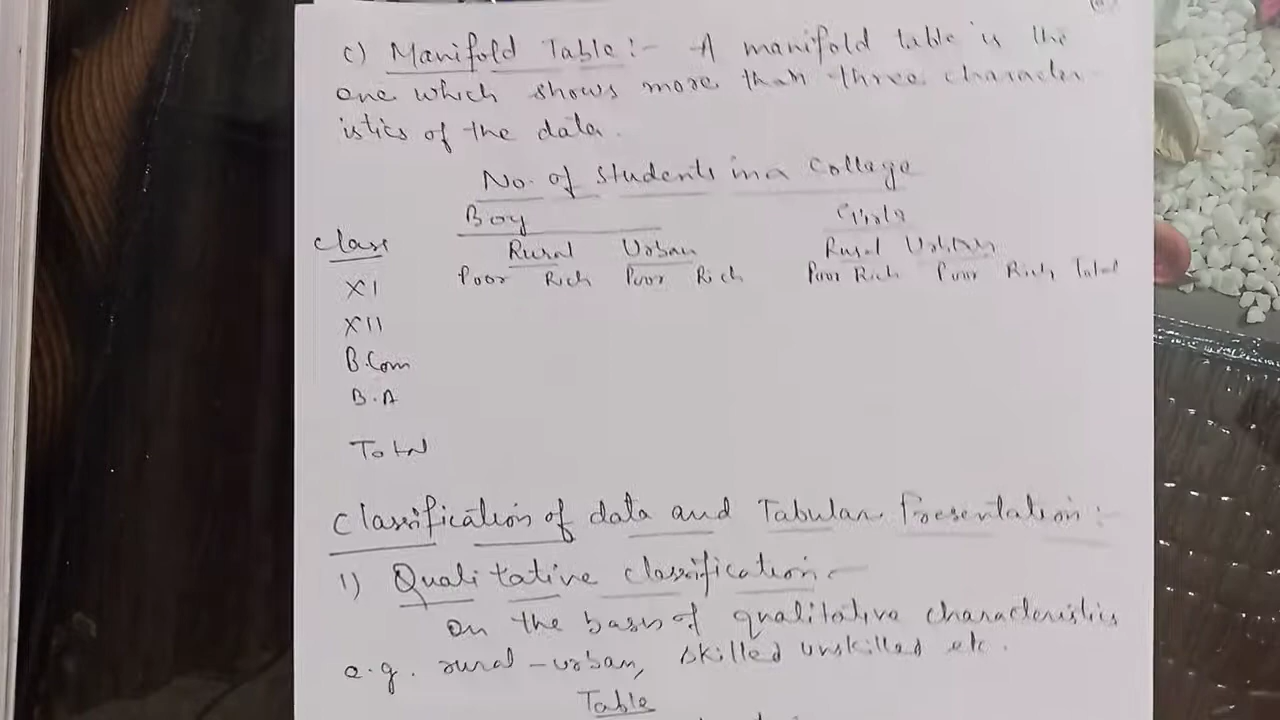 c) Manifold Table:- A manifold table is the
one which shows more than three character
istics of the data.
No. of students in a College
Boy Girls
class
Rural Urban Rural Urban
Poor Rich Poor Rich Poor Rich Poor Rich Total
XI
XII
B.Com
B.A
Total
Classification of data and Tabular Presentation:-
1) Qualitative classification:-
On the basis of qualitative characteristics
e.g. rural-urban, skilled unskilled etc.
Table